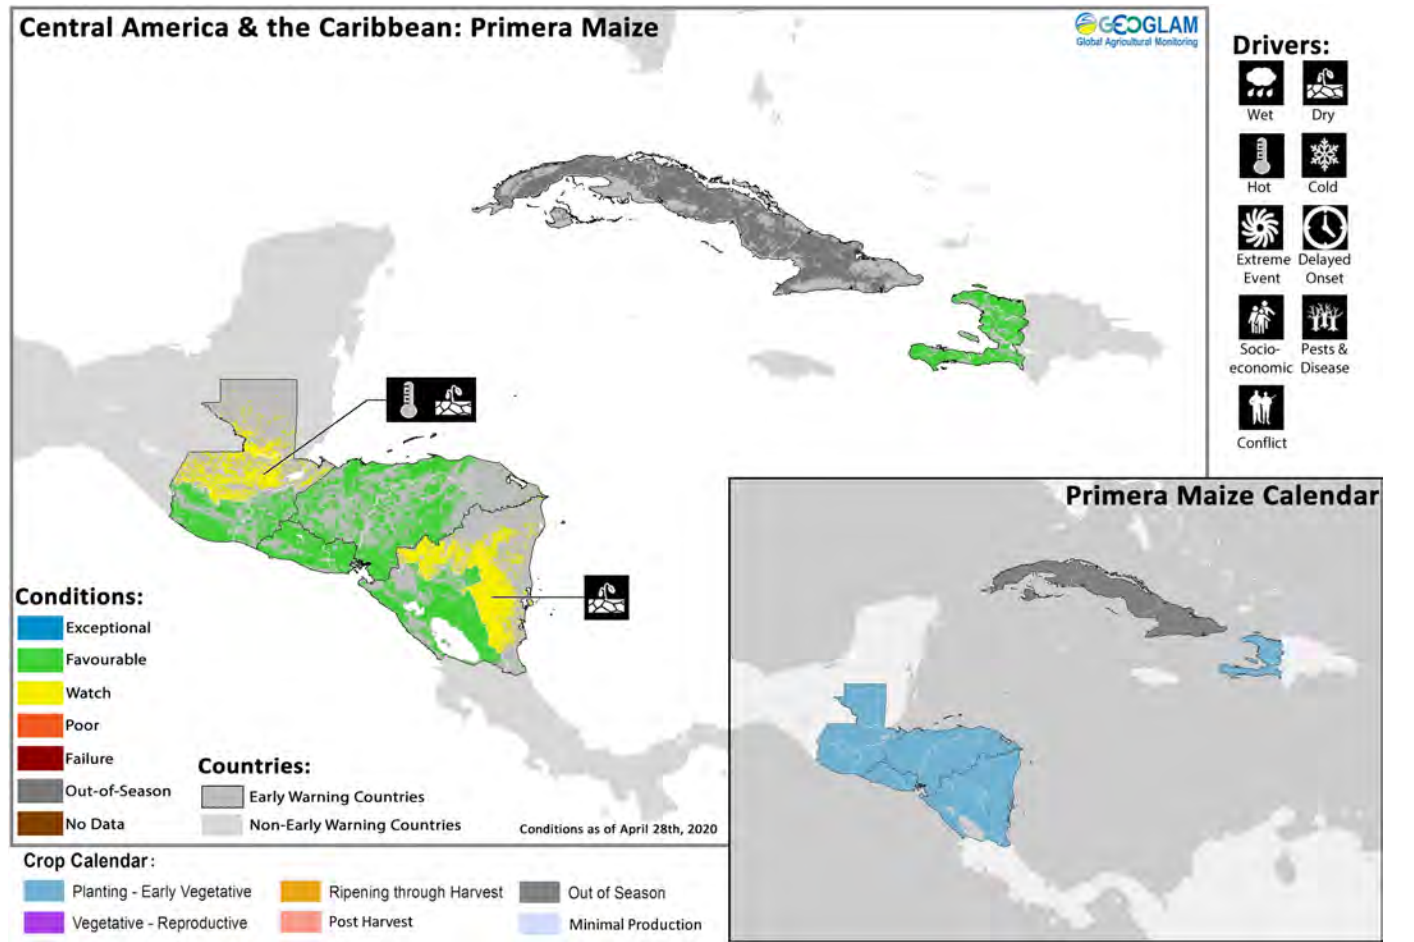 Central America & the Caribbean: Primera Maize
GEOGLAM
Global Agricultural Monitoring
Drivers:
Wet
Dry
Hot
Cold
Extreme
Event
Delayed
Onset
Socio-
economic
Pests &
Disease
Conflict
Primera Maize Calendar
Conditions:
Exceptional
Favourable
Watch
Poor
Failure
Out-of-Season
No Data
Countries:
Early Warning Countries
Non-Early Warning Countries
Conditions as of April 28th, 2020
Crop Calendar:
Planting - Early Vegetative
Vegetative - Reproductive
Ripening through Harvest
Post Harvest
Out of Season
Minimal Production